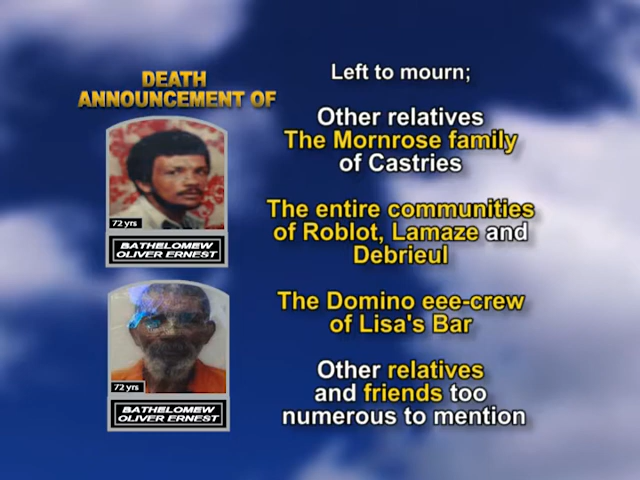 DEATH
ANNOUNCEMENT OF
72 yrs
BATHELOMEW
OLIVER ERNEST
72 yrs
BATHELOMEW
OLIVER ERNEST
Left to mourn;
Other relatives
The Mornrose family
of Castries
The entire communities
of Roblot, Lamaze and
Debrieul
The Domino eee-crew
of Lisa's Bar
Other relatives
and friends too
numerous to mention